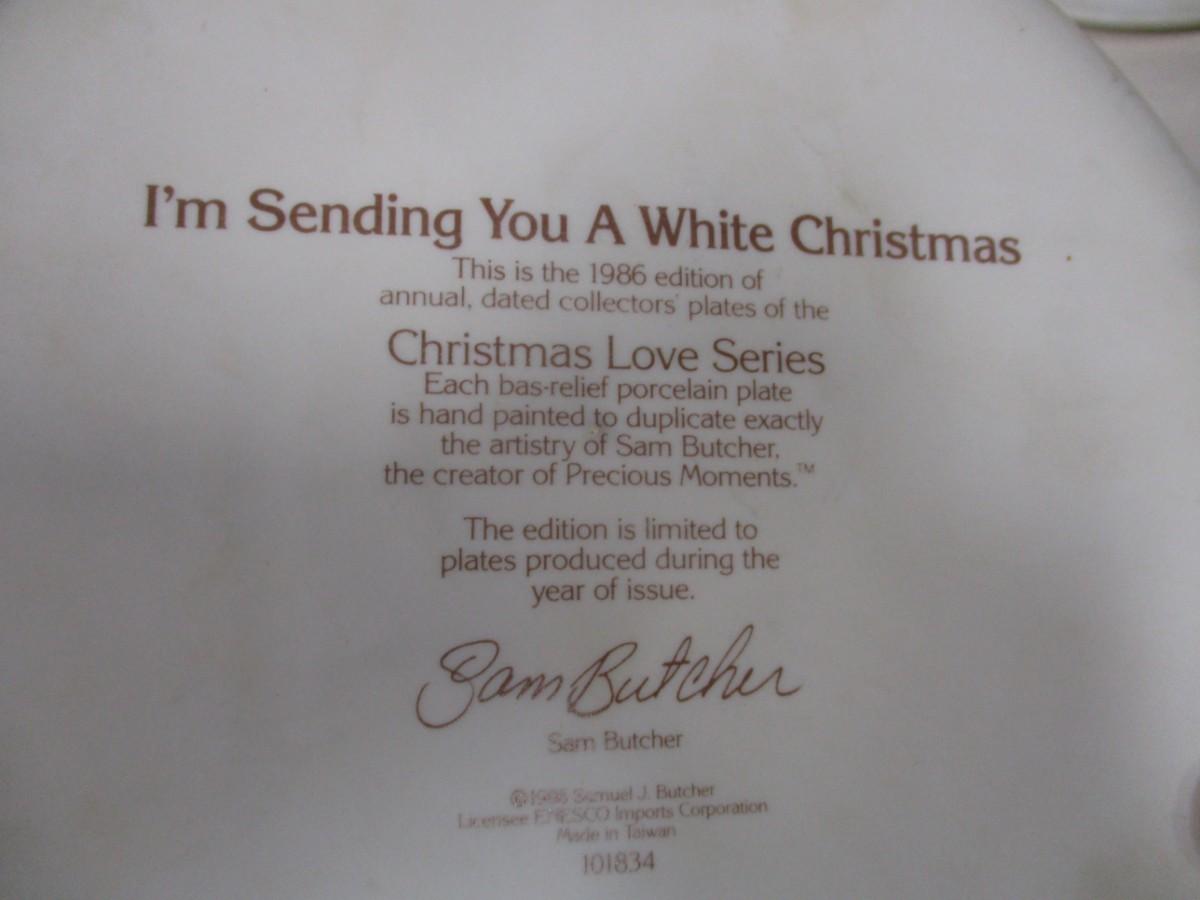 I'm Sending You A White Christmas
This is the 1986 edition of
annual, dated collectors' plates of the
Christmas Love Series
Each bas-relief porcelain plate
is hand painted to duplicate exactly
the artistry of Sam Butcher,
the creator of Precious Moments.™
The edition is limited to
plates produced during the
year of issue.
Sam Butcher
Sam Butcher
Samuel J. Butcher
Licensee ENESCO Imports Corporation
Made in Taiwan
101834